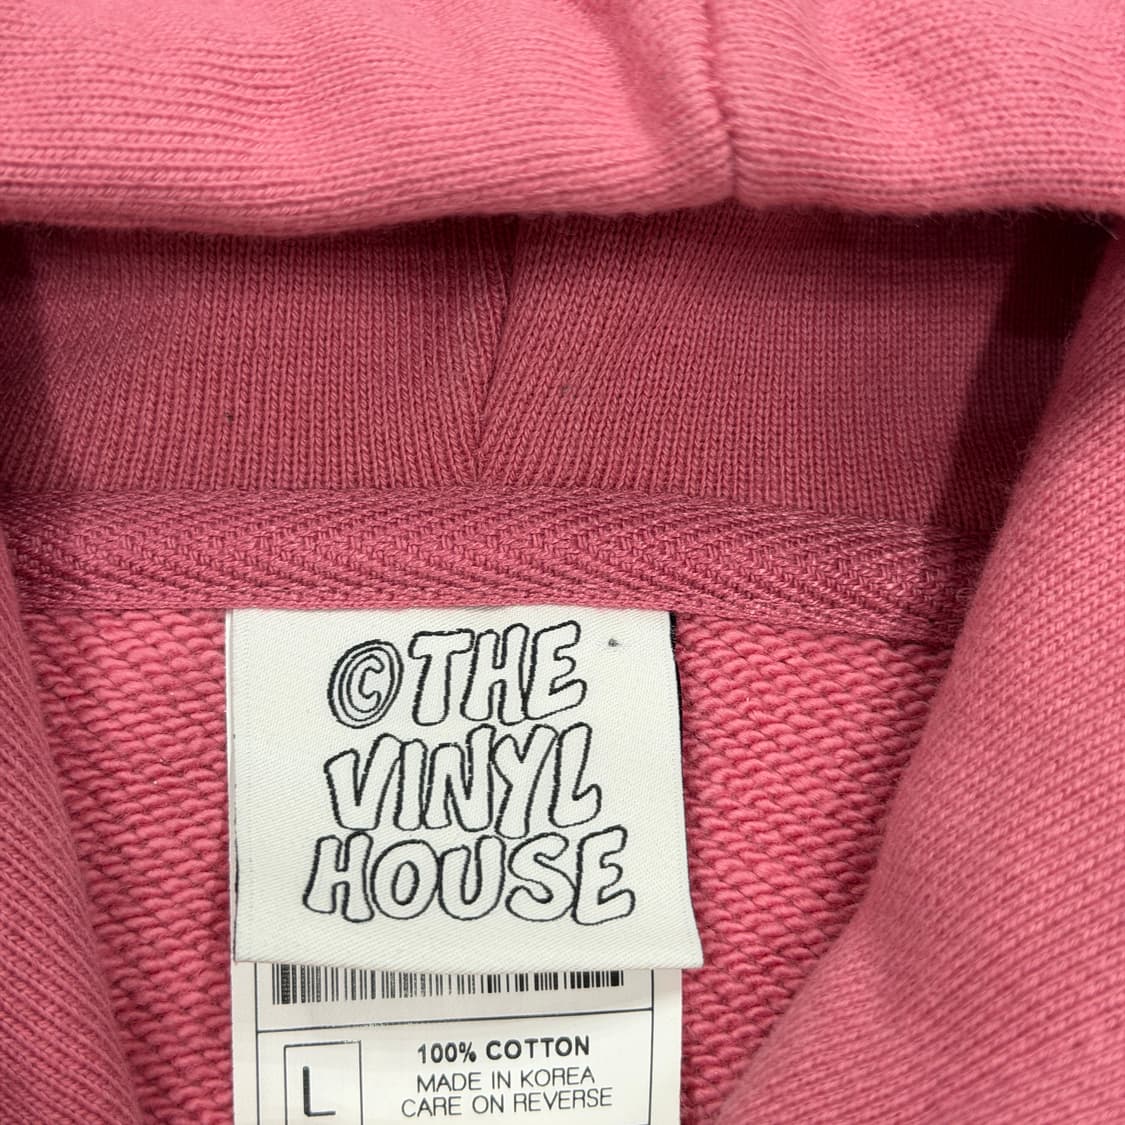 ©THE
VINYL
HOUSE
L
100% COTTON
MADE IN KOREA
CARE ON REVERSE